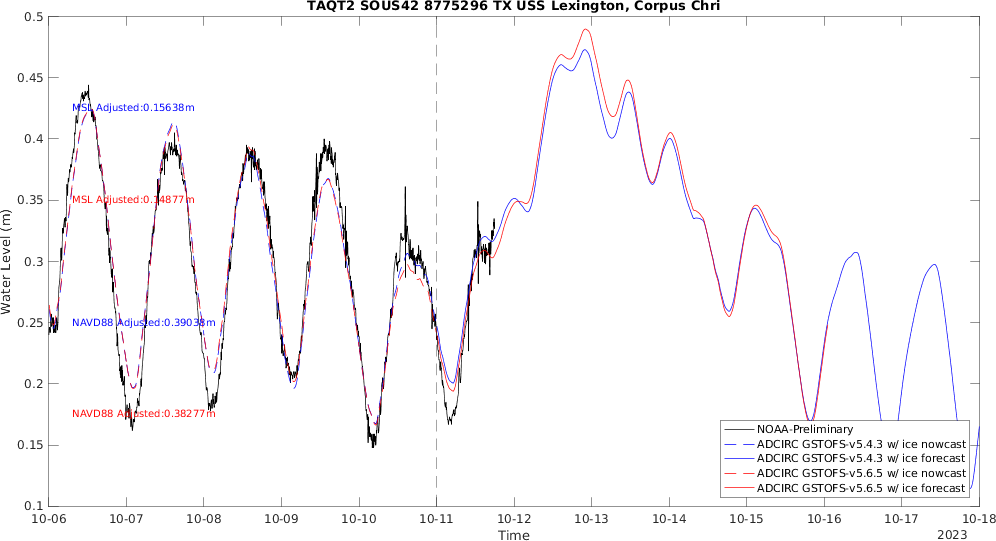 TAQT2 SOUS42 8775296 TX USS Lexington, Corpus Chri
0.5
0.45
0.4
0.35
0.3
0.25
0.2
0.15
0.1
Water Level (m)
MSL Adjusted:0.15638m
MSL Adjusted:0.14877m
NAVD88 Adjusted:0.39038m
NAVD88 Adjusted:0.38277m
NOAA-Preliminary
ADCIRC GSTOFS-v5.4.3 w/ ice nowcast
ADCIRC GSTOFS-v5.4.3 w/ ice forecast
ADCIRC GSTOFS-v5.6.5 w/ ice nowcast
ADCIRC GSTOFS-v5.6.5 w/ ice forecast
10-06 10-07 10-08 10-09 10-10 10-11 10-12 10-13 10-14 10-15 10-16 10-17 10-18
Time
2023